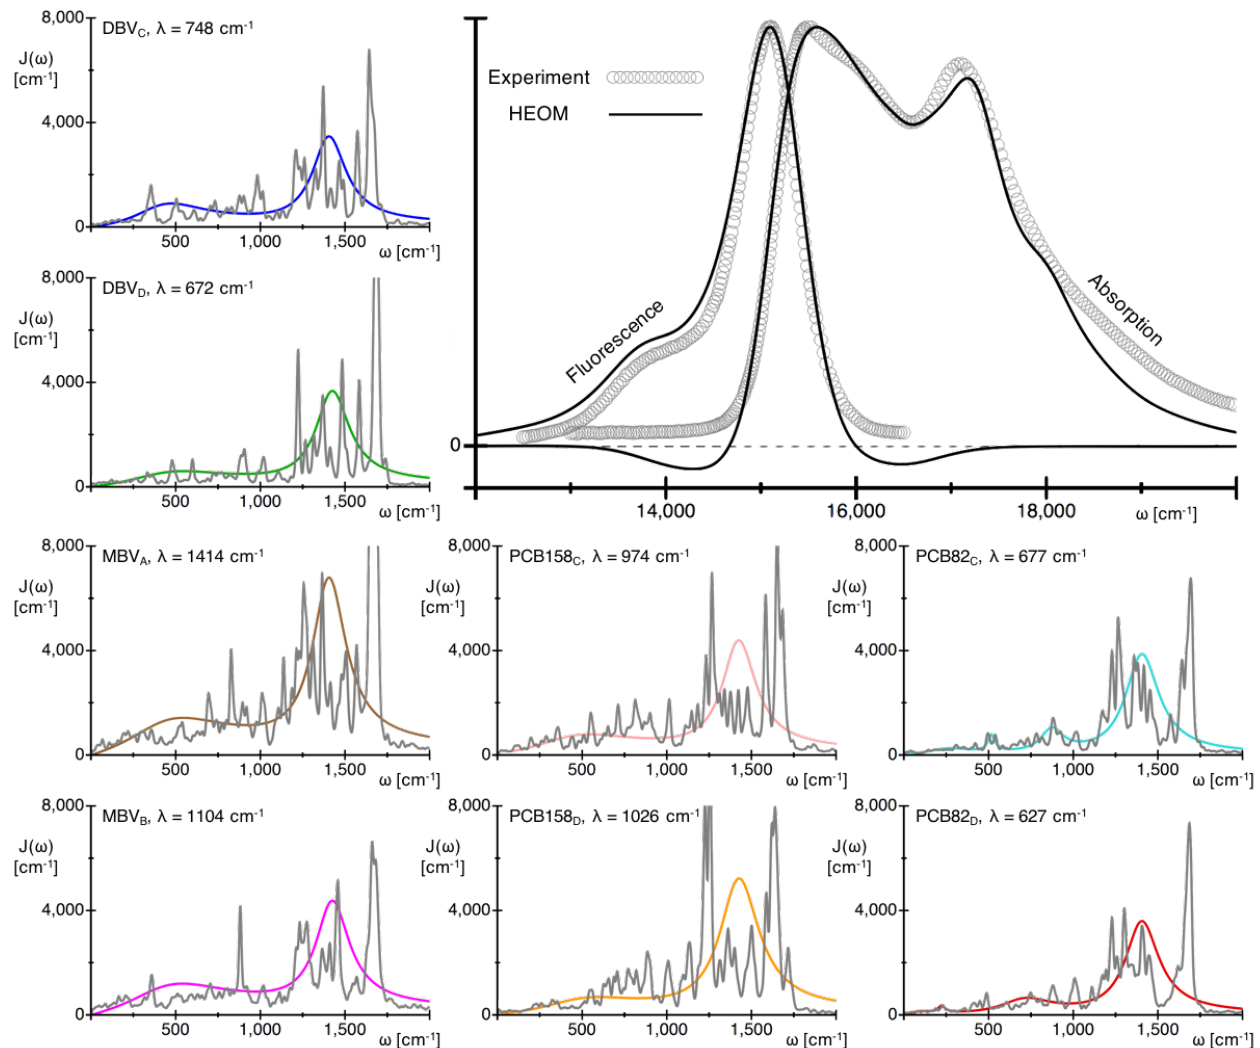 DBV_C, λ = 748 cm⁻¹
8,000
J(ω)
[cm⁻¹]
4,000
0
500
1,000
1,500
ω [cm⁻¹]
DBV_D, λ = 672 cm⁻¹
8,000
J(ω)
[cm⁻¹]
4,000
0
500
1,000
1,500
ω [cm⁻¹]
Experiment
HEOM
Fluorescence
Absorption
0
14,000
16,000
18,000
ω [cm⁻¹]
MBV_A, λ = 1414 cm⁻¹
8,000
J(ω)
[cm⁻¹]
4,000
0
500
1,000
1,500
ω [cm⁻¹]
PCB158_C, λ = 974 cm⁻¹
8,000
J(ω)
[cm⁻¹]
4,000
0
500
1,000
1,500
ω [cm⁻¹]
PCB82_C, λ = 677 cm⁻¹
8,000
J(ω)
[cm⁻¹]
4,000
0
500
1,000
1,500
ω [cm⁻¹]
MBV_B, λ = 1104 cm⁻¹
8,000
J(ω)
[cm⁻¹]
4,000
0
500
1,000
1,500
ω [cm⁻¹]
PCB158_D, λ = 1026 cm⁻¹
8,000
J(ω)
[cm⁻¹]
4,000
0
500
1,000
1,500
ω [cm⁻¹]
PCB82_D, λ = 627 cm⁻¹
8,000
J(ω)
[cm⁻¹]
4,000
0
500
1,000
1,500
ω [cm⁻¹]